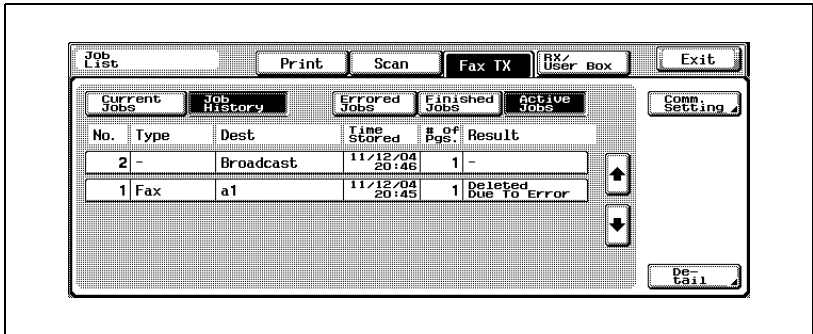 Job List Print Scan Fax TX RX/ User Box Exit
Current Jobs Job History Errored Jobs Finished Jobs Active Jobs Comm. Setting
No. Type Dest Time Stored # of Pgs. Result
2 - Broadcast 11/12/04 20:46 1 -
1 Fax a1 11/12/04 20:45 1 Deleted Due To Error
De-tail